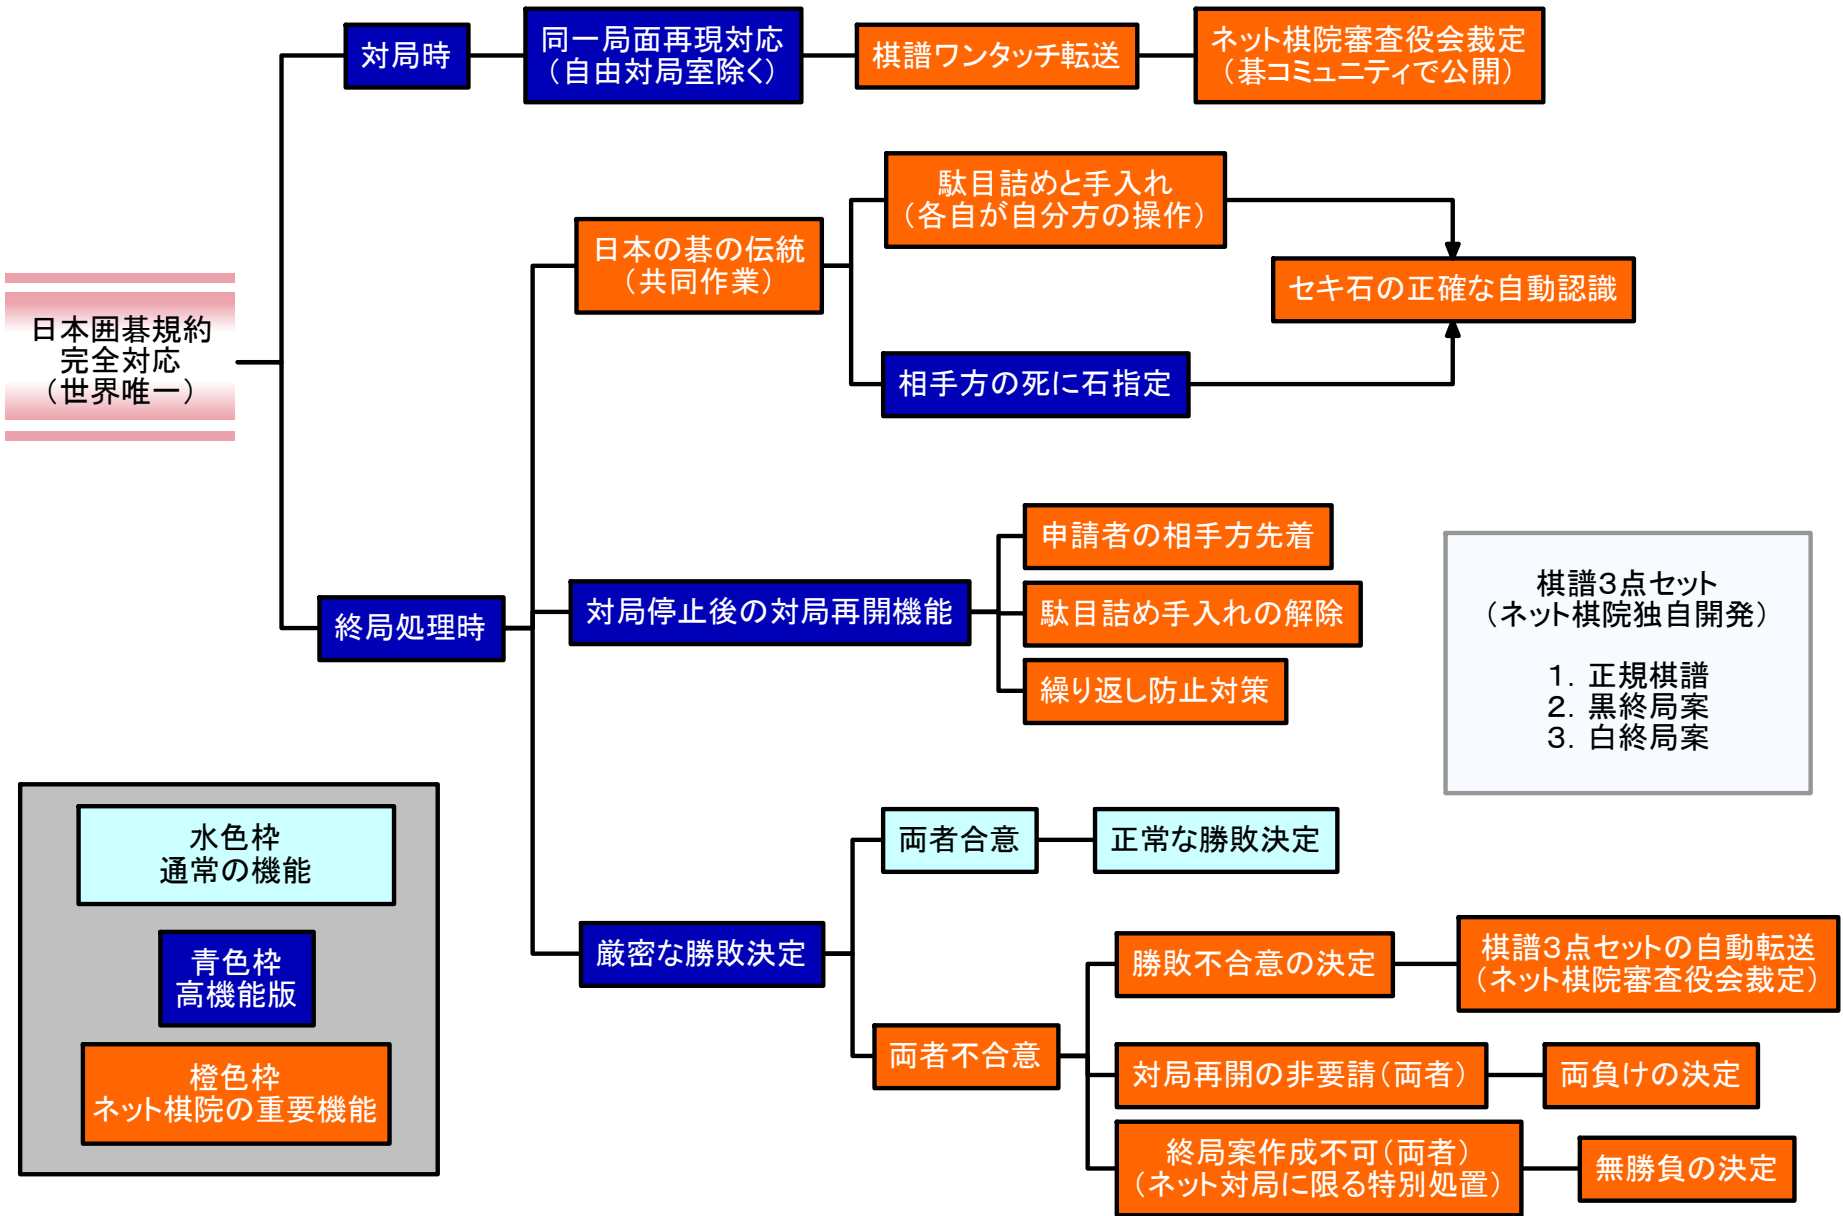 対局時
同一局面再現対応
（自由対局室除く）
棋譜ワンタッチ転送
ネット棋院審査役会裁定
（碁コミュニティで公開）
駄目詰めと手入れ
（各自が自分方の操作）
日本の碁の伝統
（共同作業）
セキ石の正確な自動認識
日本囲碁規約
完全対応
（世界唯一）
相手方の死に石指定
申請者の相手方先着
対局停止後の対局再開機能
駄目詰め手入れの解除
終局処理時
繰り返し防止対策
棋譜３点セット
（ネット棋院独自開発）
１．正規棋譜
２．黒終局案
３．白終局案
水色枠
通常の機能
青色枠
高機能版
橙色枠
ネット棋院の重要機能
両者合意
正常な勝敗決定
厳密な勝敗決定
勝敗不合意の決定
棋譜３点セットの自動転送
（ネット棋院審査役会裁定）
両者不合意
対局再開の非要請（両者）
両負けの決定
終局案作成不可（両者）
（ネット対局に限る特別処置）
無勝負の決定